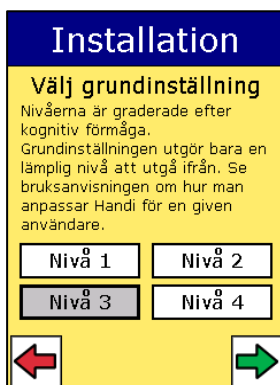 Installation
Välj grundinställning
Nivåerna är graderade efter
kognitiv förmåga.
Grundinställningen utgör bara en
lämplig nivå att utgå ifrån. Se
bruksanvisningen om hur man
anpassar Handi för en given
användare.
Nivå 1
Nivå 2
Nivå 3
Nivå 4